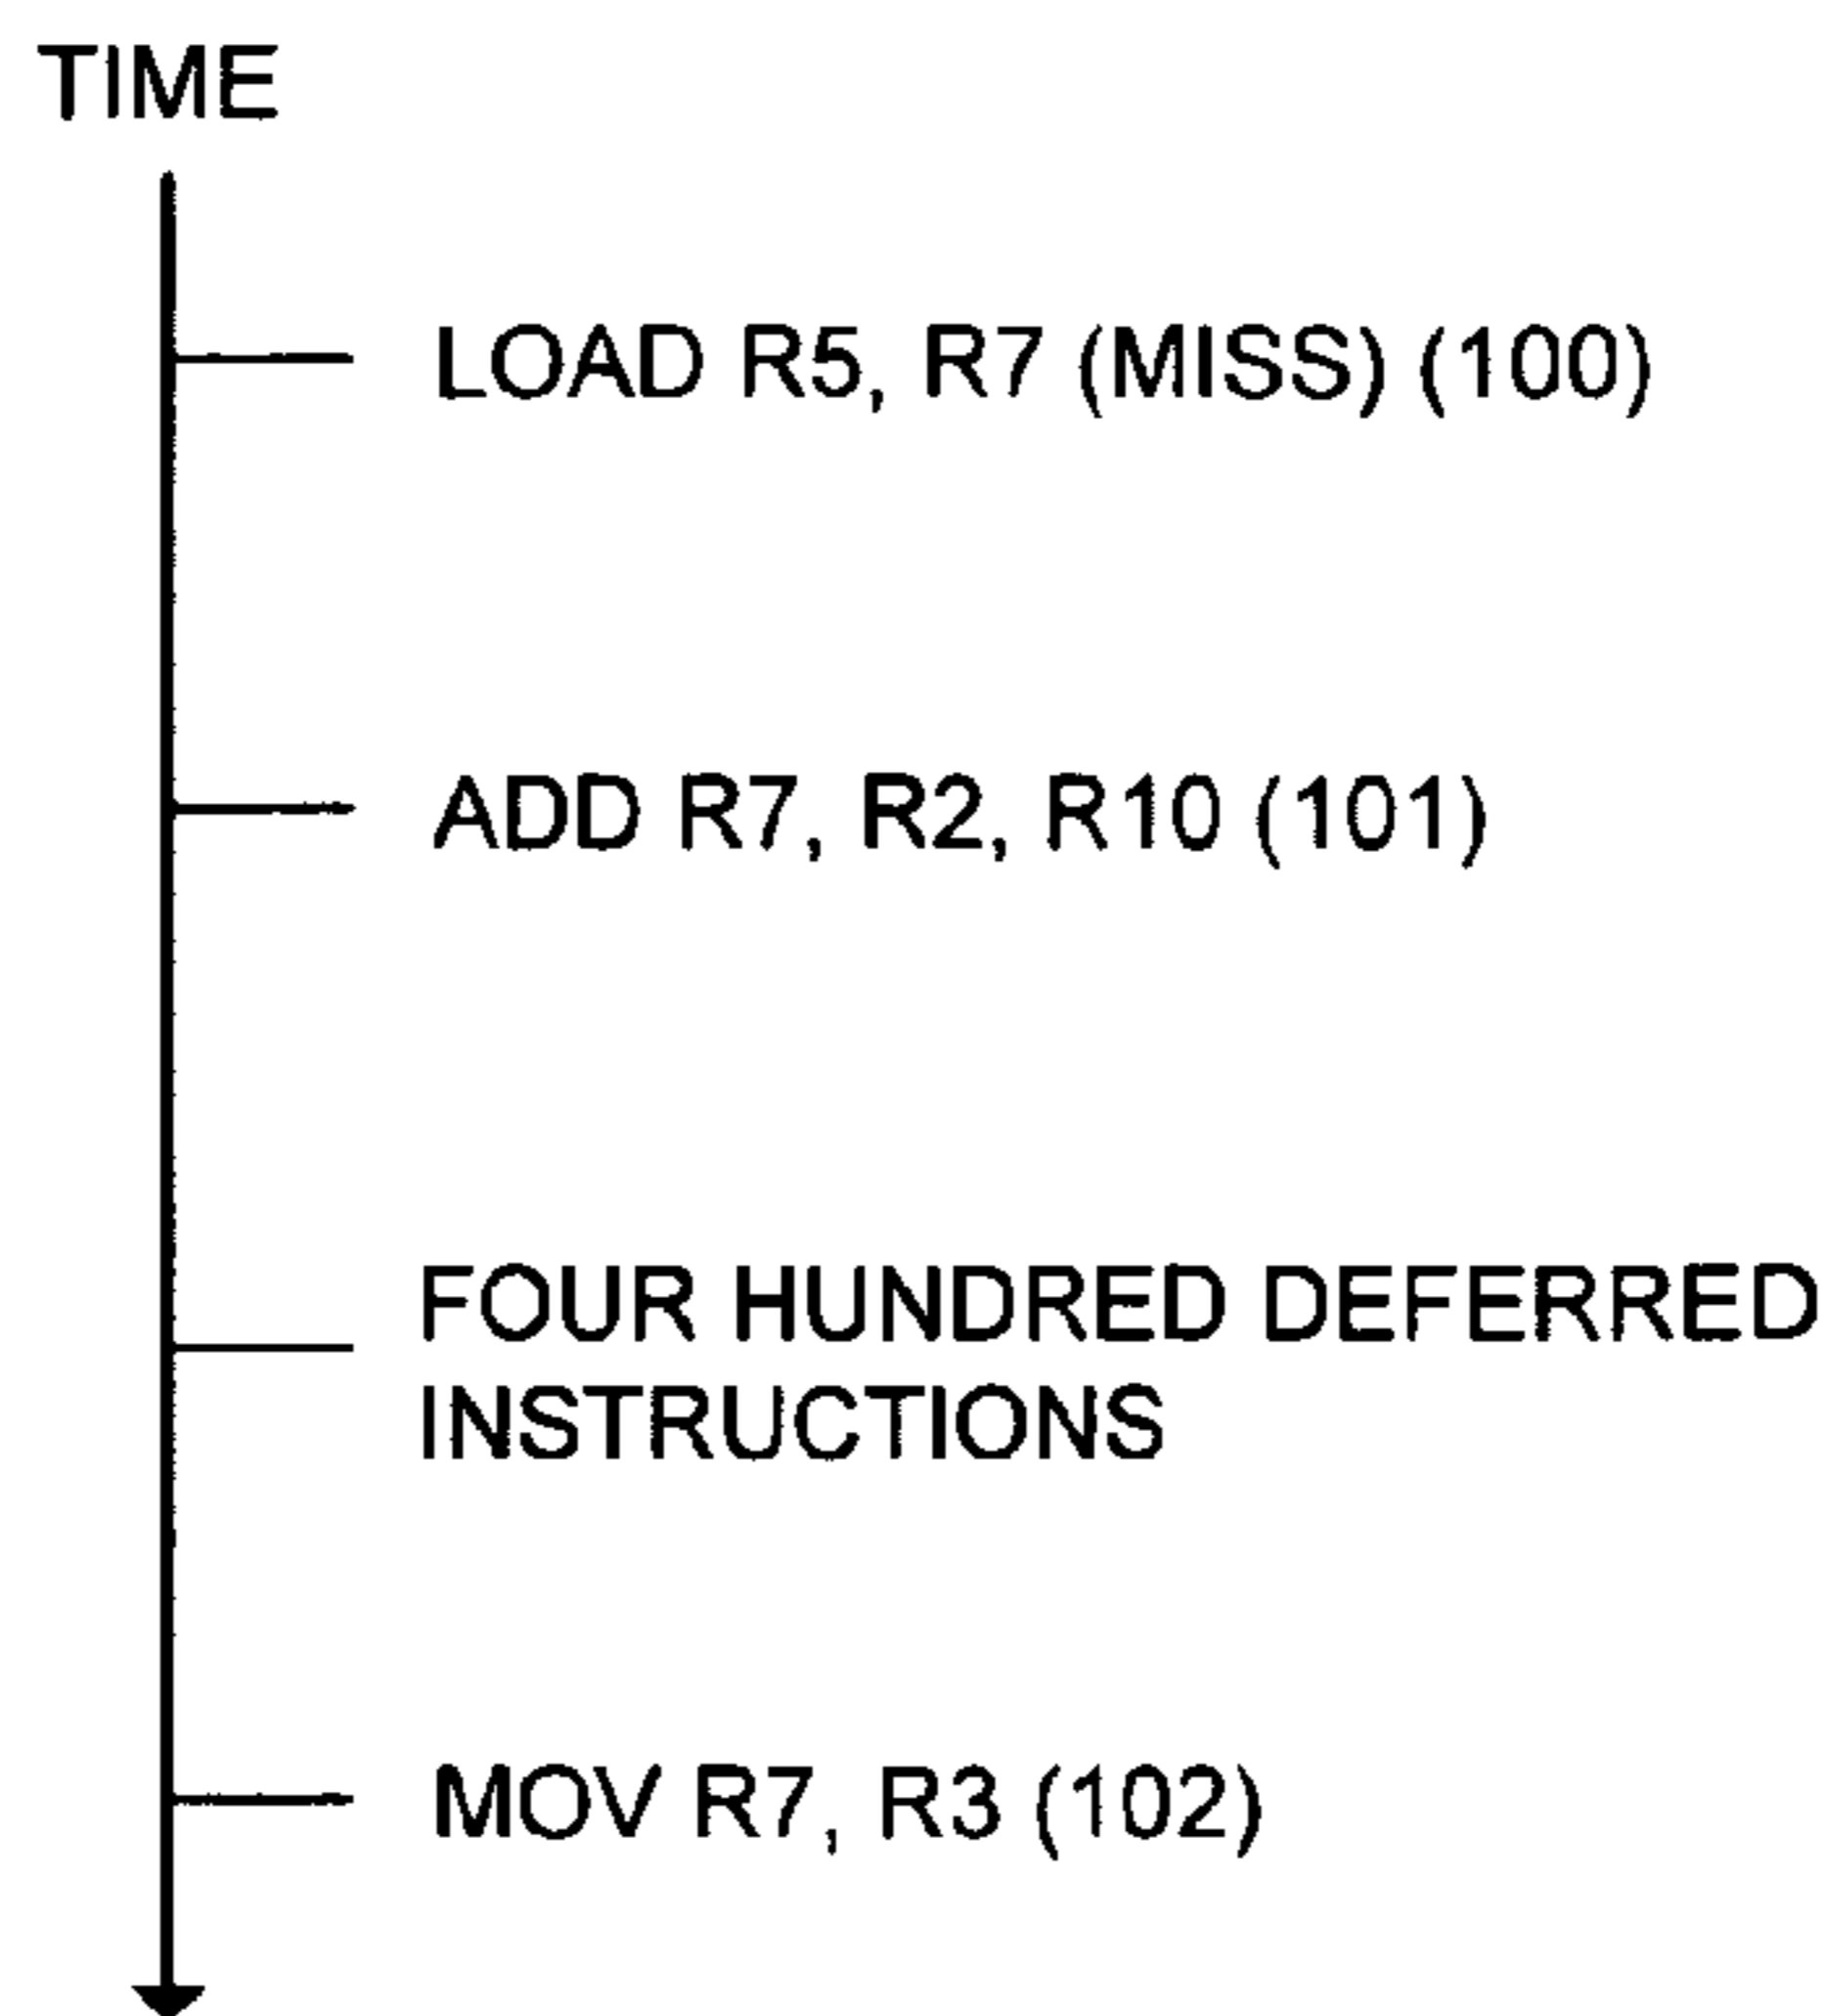 TIME
LOAD R5, R7 (MISS) (100)
ADD R7, R2, R10 (101)
FOUR HUNDRED DEFERRED
INSTRUCTIONS
MOV R7, R3 (102)